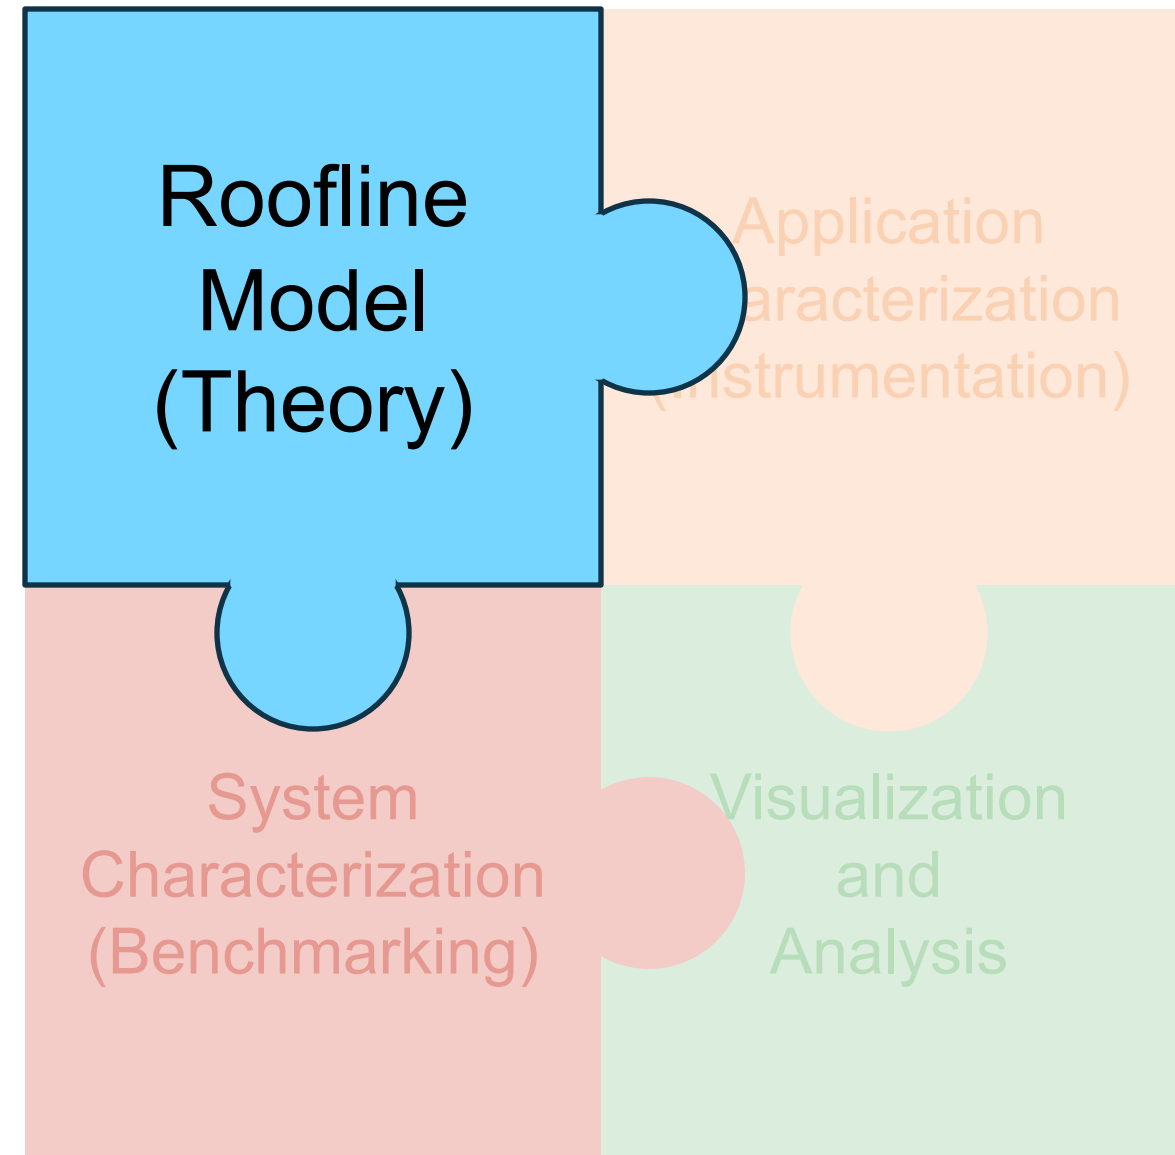 Roofline
Model
(Theory)
Application
aracterization
nstrumentation)
System
Characterization
(Benchmarking)
Visualization
and
Analysis